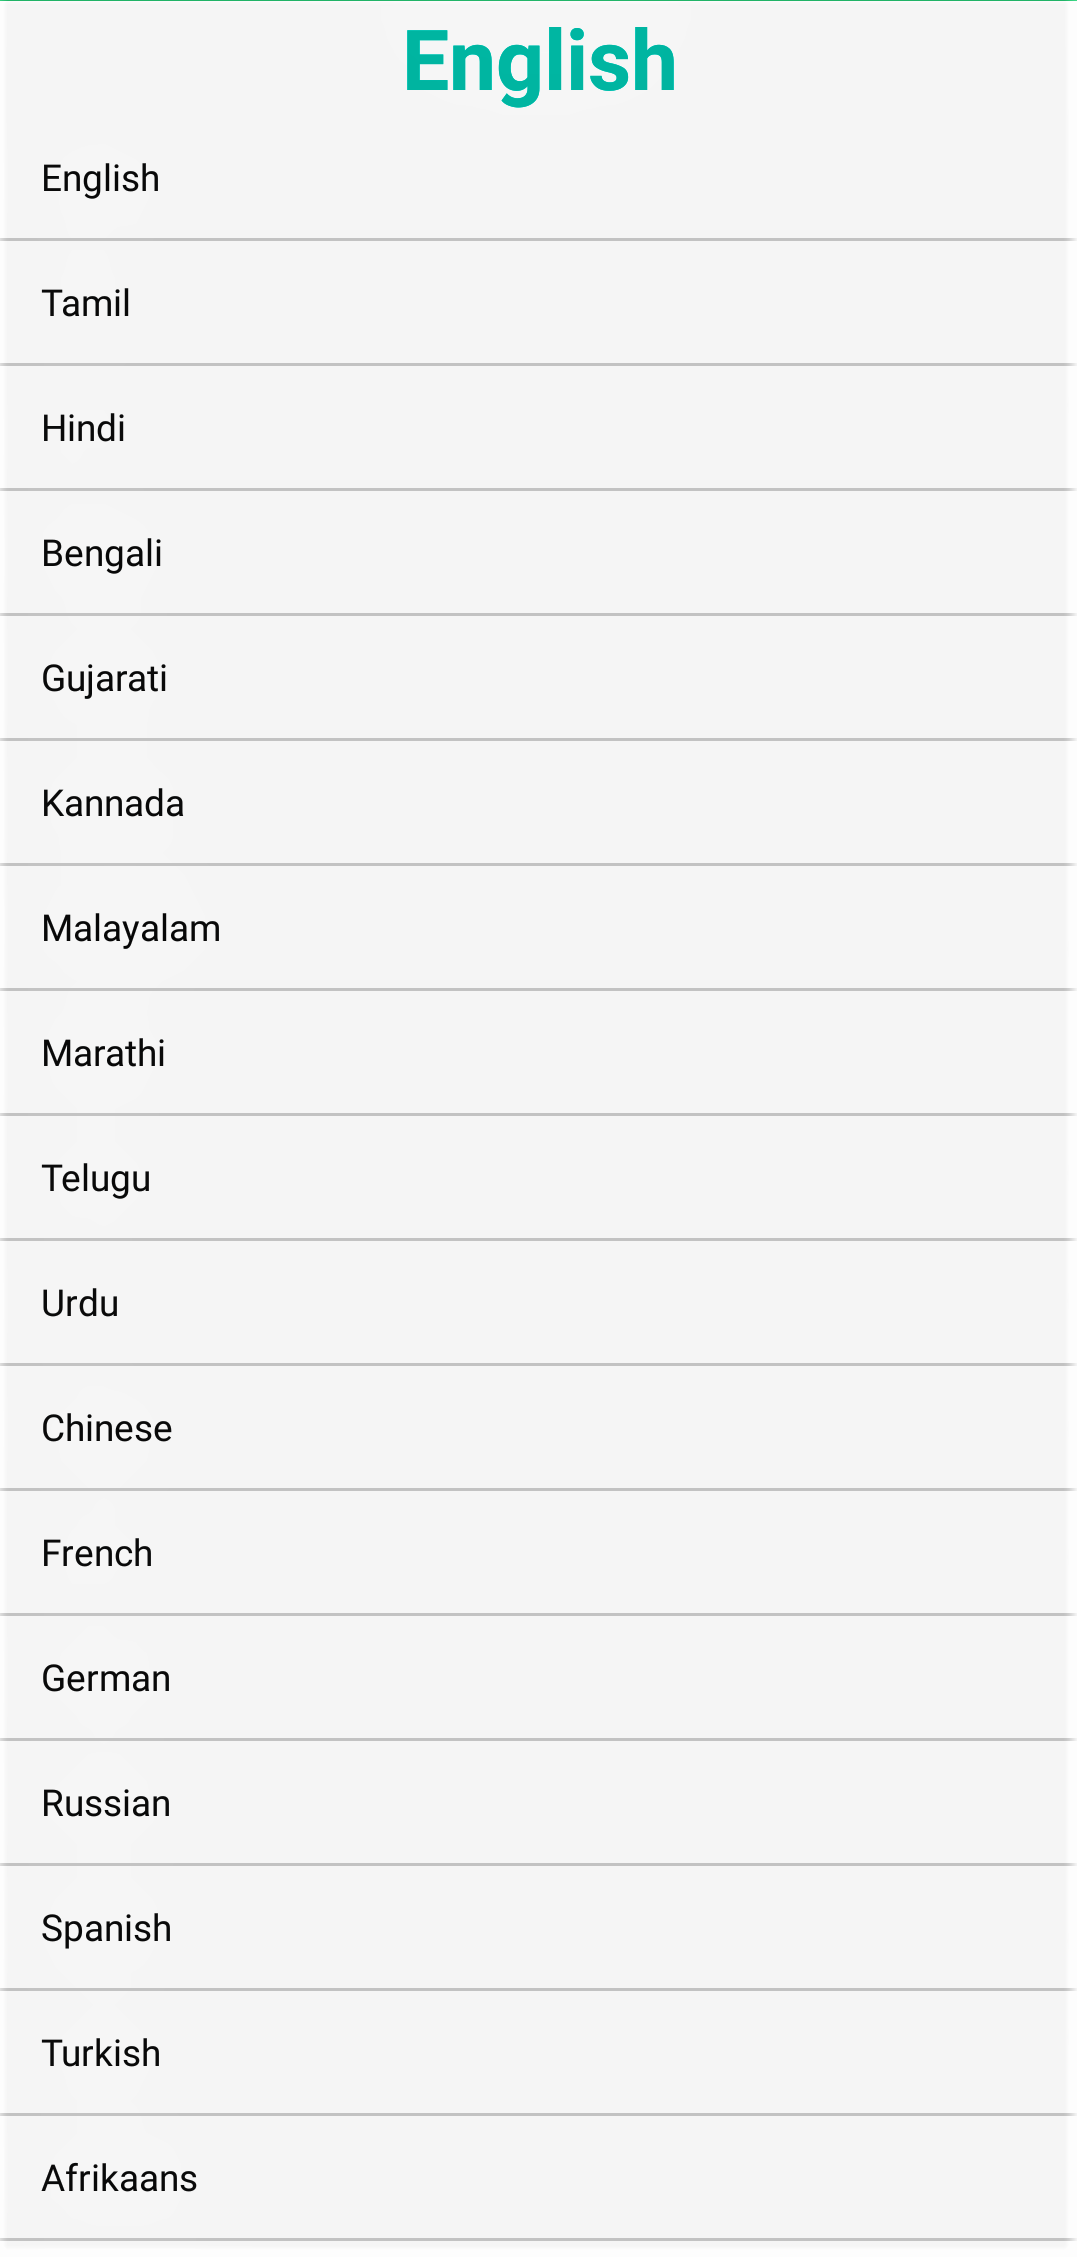 English
English
Tamil
Hindi
Bengali
Gujarati
Kannada
Malayalam
Marathi
Telugu
Urdu
Chinese
French
German
Russian
Spanish
Turkish
Afrikaans